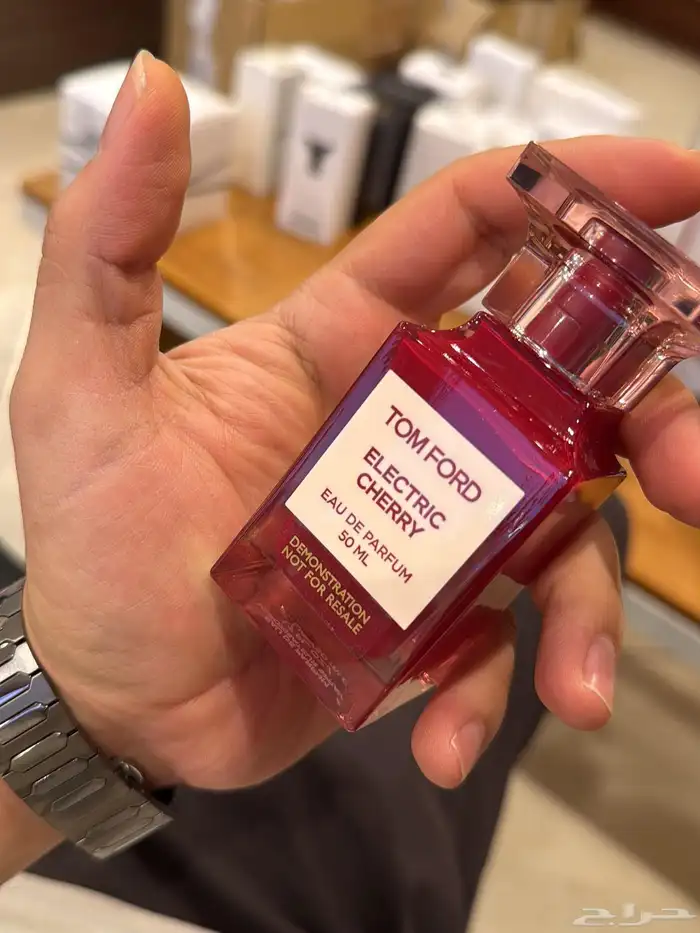 TOM FORD
ELECTRIC
CHERRY
EAU DE PARFUM
50 ML
DEMONSTRATION
NOT FOR RESALE
حراج